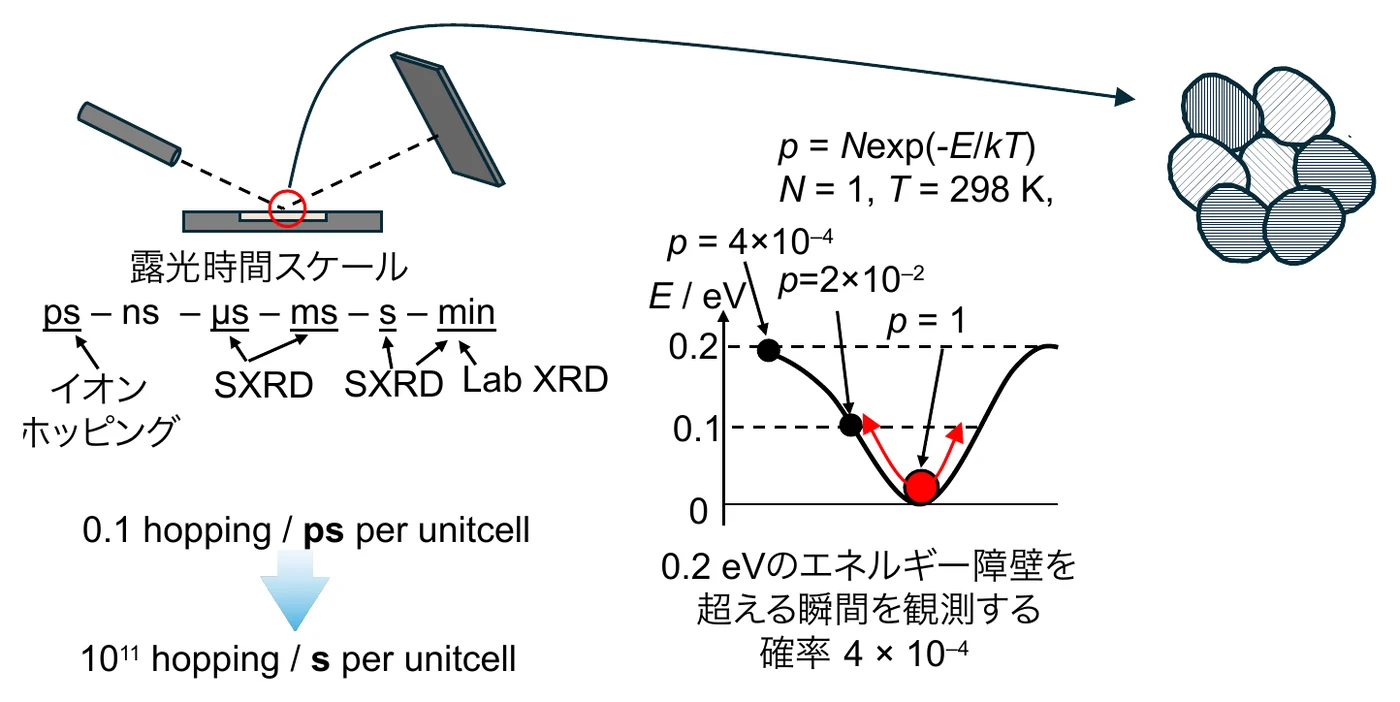 露光時間スケール
ps – ns – μs – ms – s – min
イオン
ホッピング
SXRD
SXRD
Lab XRD
0.1 hopping / ps per unitcell
10¹¹ hopping / s per unitcell
p = Nexp(-E/kT)
N = 1, T = 298 K,
p = 4×10⁻⁴
p=2×10⁻²
p = 1
E / eV
0.2
0.1
0
0.2 eVのエネルギー障壁を
超える瞬間を観測する
確率 4 × 10⁻⁴